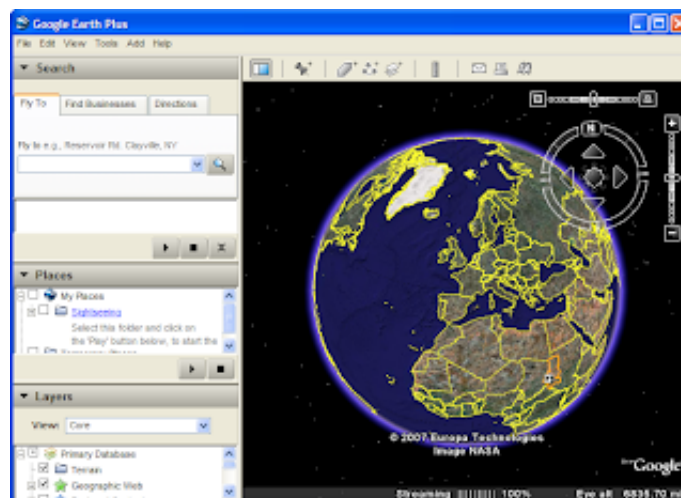 Google Earth Plus
File Edit View Tools Add Help
Search
Fly To Find Businesses Directions
Fly to e.g., Reservoir Rd, Clayville, NY
Places
My Places
Sightseeing
Select this folder and click on
the 'Play' button below, to start the
Layers
View: Core
Primary Database
Terrain
Geographic Web
N
© 2007 Europa Technologies
Image NASA
Google
Streaming 100% Eye alt